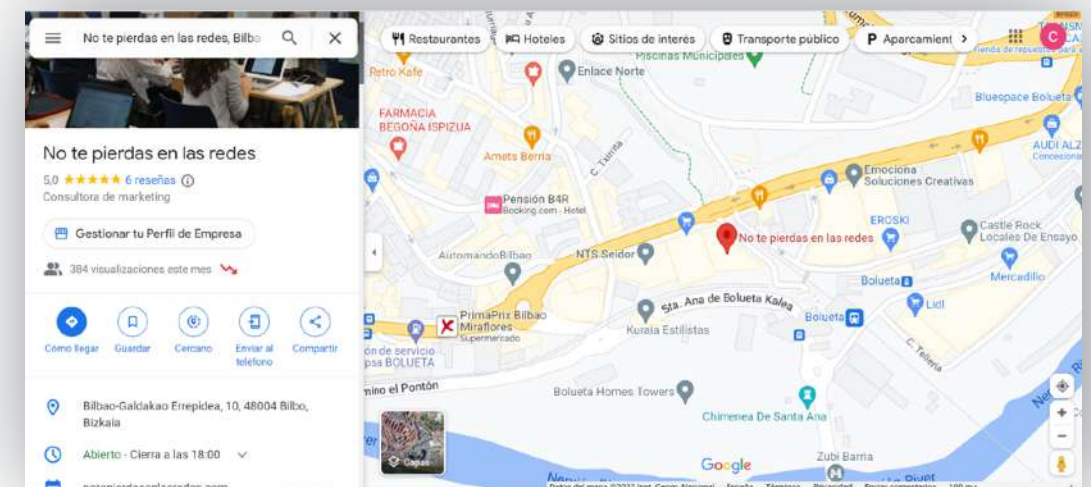 No te pierdas en las redes, Bilba
No te pierdas en las redes
5,0 6 reseñas
Consultora de marketing
Gestionar tu Perfil de Empresa
384 visualizaciones este mes
Cómo llegar
Guardar
Cercano
Enviar al teléfono
Compartir
Bilbao-Galdakao Errepidea, 10, 48004 Bilbo,
Bizkaia
Abierto · Cierra a las 18:00
Restaurantes
Hoteles
Sitios de interés
Transporte público
P Aparcamient
C
Piscinas Municipales
Retro Kafe
Enlace Norte
Bluespace Bolueta
FARMACIA
BEGOÑA ISPIZUA
Amets Berria
C. Txirrita
AUDI ALZ
Emociona
Soluciones Creativas
Pensión B4R
Booking.com - Hotel
EROSKI
Castle Rock
Locales De Ensayo
No te pierdas en las redes
AutomandoBilbao
NTS Seidor
Bolueta
Mercadillo
Sta. Ana de Bolueta Kalea
Lidl
Bolueta
PrimaPrix Bilbao
Miraflores
Supermercado
Kuraia Estilistas
C. Tellería
psa BOLUETA
mino el Pontón
Bolueta Homes Towers
Chimenea De Santa Ana
Capas
Google
Zubi Barria